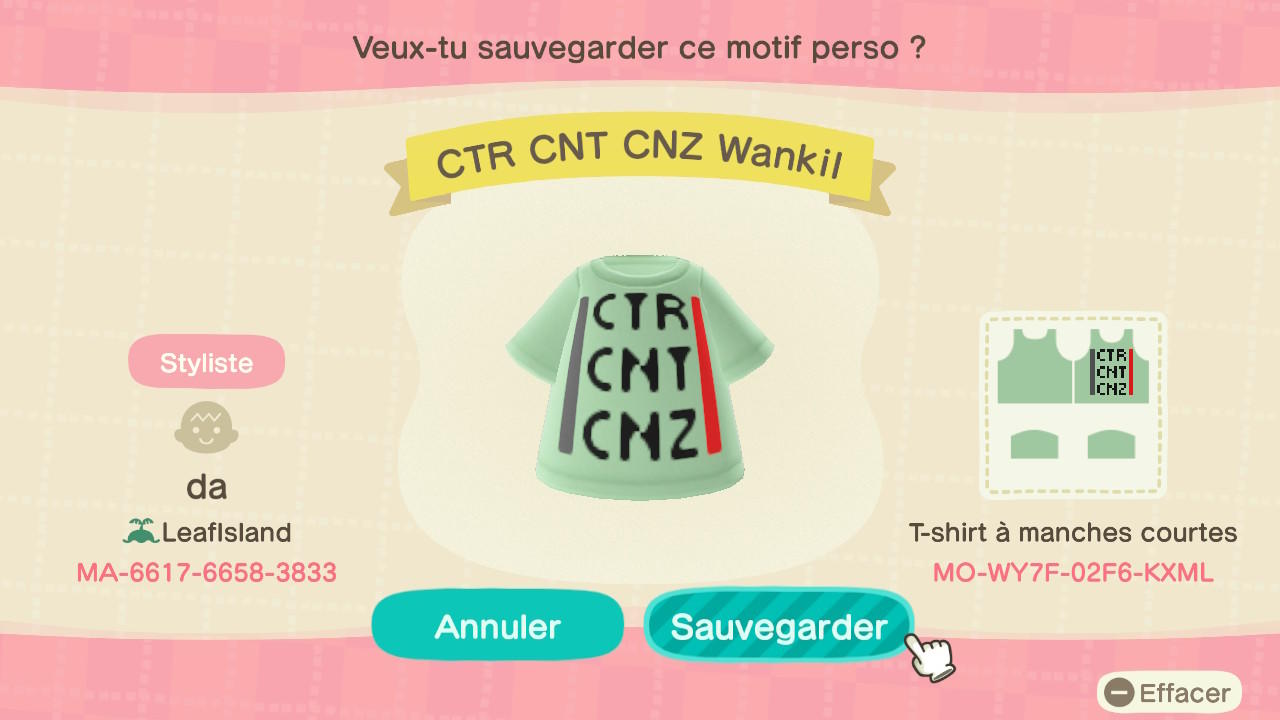 Veux-tu sauvegarder ce motif perso ?
CTR CNT CNZ Wankil
CTR
CNT
CNZ
Styliste
da
LeafIsland
MA-6617-6658-3833
CTR
CNT
CNZ
T-shirt à manches courtes
MO-WY7F-02F6-KXML
Annuler
Sauvegarder
Effacer